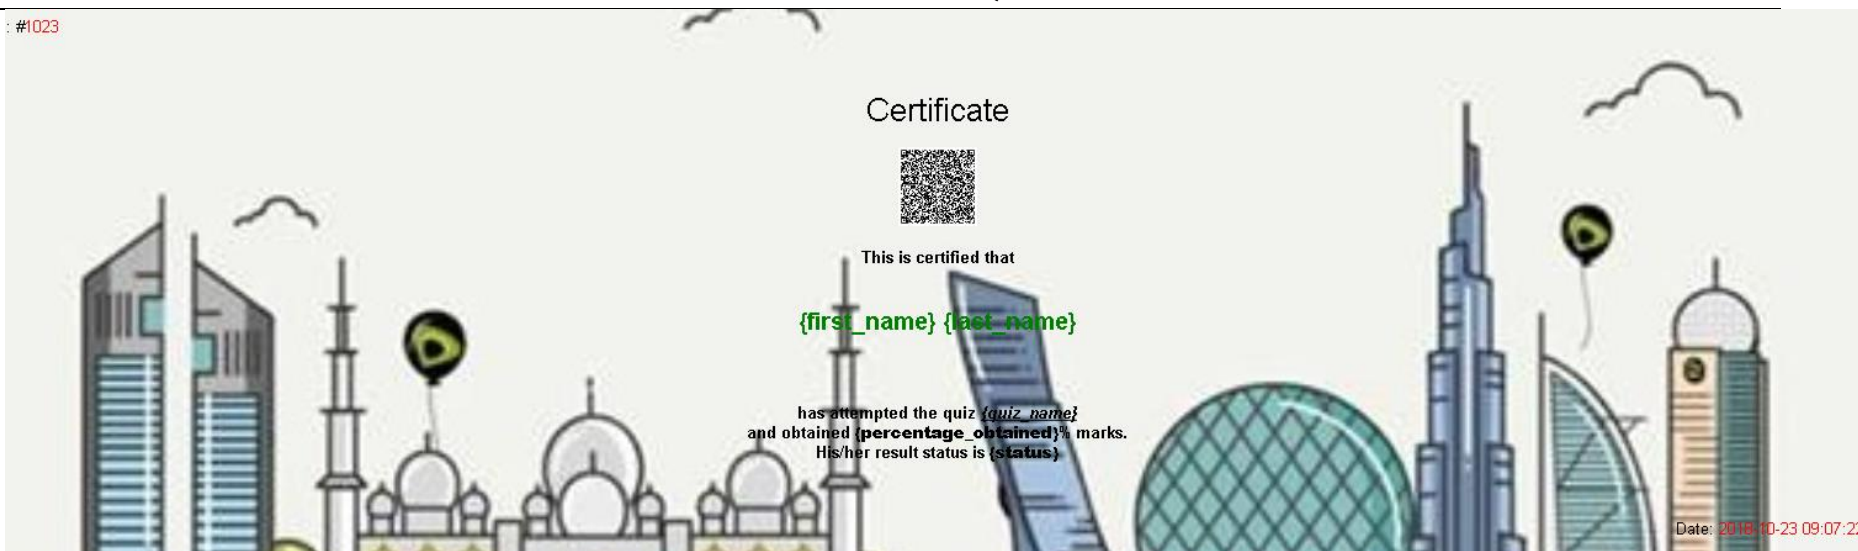 : #1023
Certificate
This is certified that
{first_name} {last_name}
has attempted the quiz {quiz_name}
and obtained {percentage_obtained}% marks.
His/her result status is {status}
Date: 2018-10-23 09:07:22